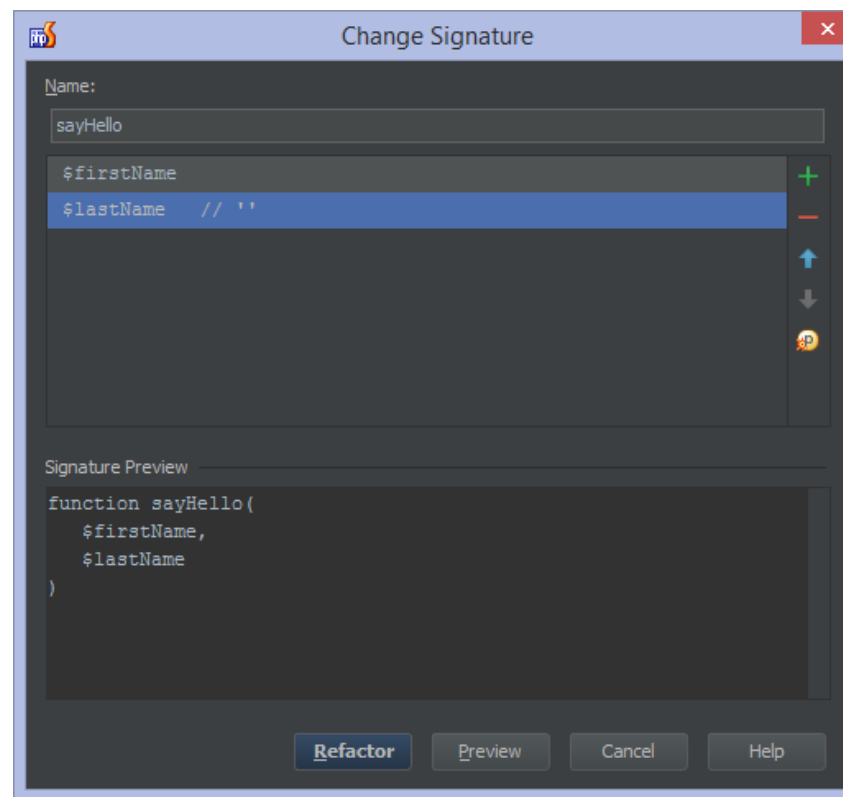 Change Signature
Name:
sayHello
$firstName
$lastName // ''
Signature Preview
function sayHello(
$firstName,
$lastName
)
Refactor Preview Cancel Help